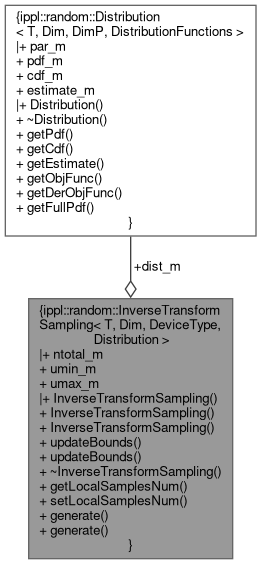 {ippl::random::Distribution
< T, Dim, DimP, DistributionFunctions >
|+ par_m
+ pdf_m
+ cdf_m
+ estimate_m
|+ Distribution()
+ ~Distribution()
+ getPdf()
+ getCdf()
+ getEstimate()
+ getObjFunc()
+ getDerObjFunc()
+ getFullPdf()
}
+dist_m
{ippl::random::InverseTransform
Sampling< T, Dim, DeviceType,
Distribution >
|+ ntotal_m
+ umin_m
+ umax_m
|+ InverseTransformSampling()
+ InverseTransformSampling()
+ InverseTransformSampling()
+ updateBounds()
+ updateBounds()
+ ~InverseTransformSampling()
+ getLocalSamplesNum()
+ setLocalSamplesNum()
+ generate()
+ generate()
}